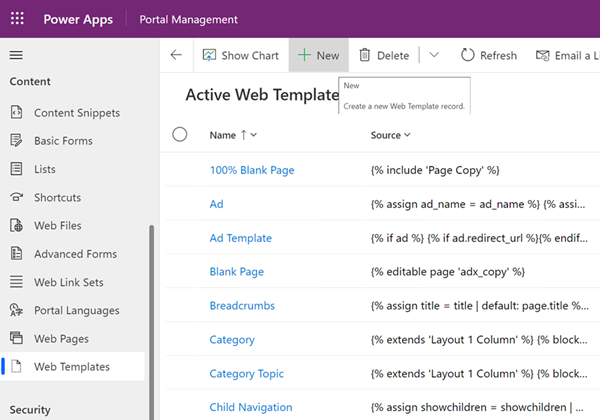 Power Apps Portal Management
Show Chart New Delete Refresh Email a Li
Content
New
Create a new Web Template record.
Active Web Template
Content Snippets
Basic Forms
Lists
Shortcuts
Web Files
Advanced Forms
Web Link Sets
Portal Languages
Web Pages
Web Templates
Security
Name Source
100% Blank Page {% include 'Page Copy' %}
Ad {% assign ad_name = ad_name %} {% assi...
Ad Template {% if ad %} {% if ad.redirect_url %}{% endif...
Blank Page {% editable page 'adx_copy' %}
Breadcrumbs {% assign title = title | default: page.title %...
Category {% extends 'Layout 1 Column' %} {% block...
Category Topic {% extends 'Layout 1 Column' %} {% block...
Child Navigation {% assign showchildren = showchildren | ...